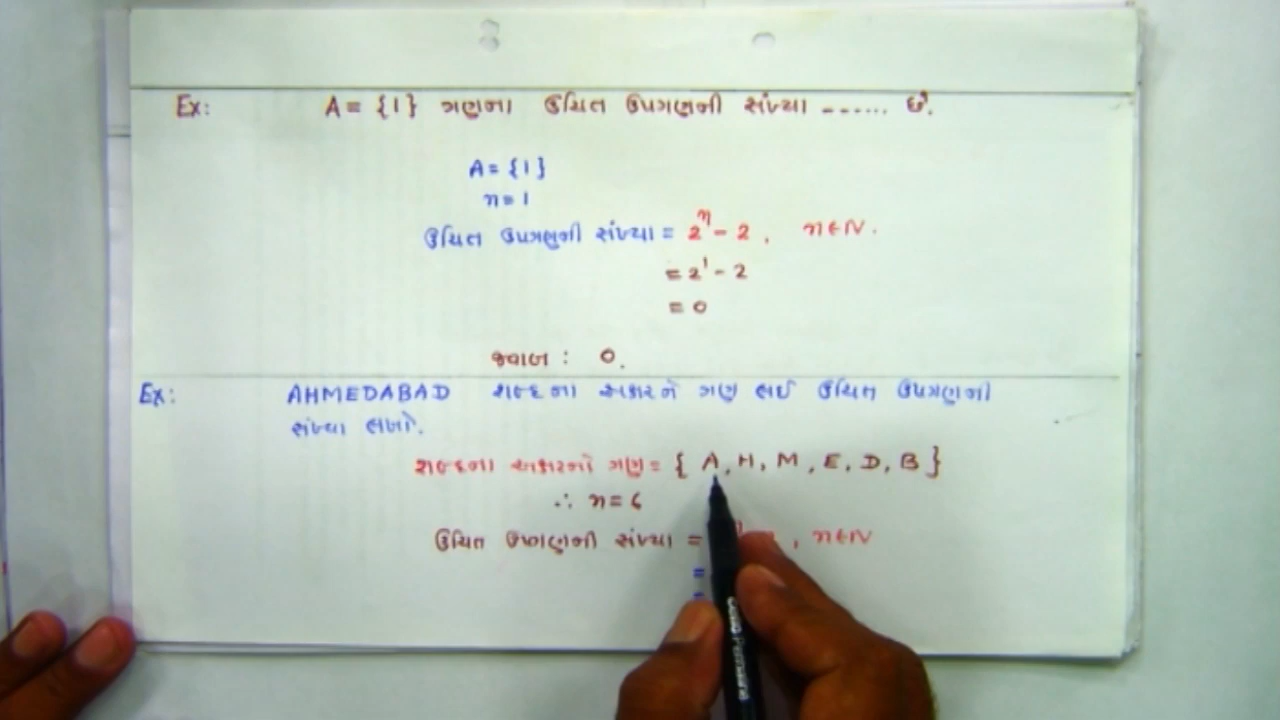 Ex: A = {1} ગણના ઉચિત ઉપગણની સંખ્યા ------ છે.
A = {1}
n = 1
ઉચિત ઉપગણની સંખ્યા = 2ⁿ - 2 , n∈N.
= 2¹ - 2
= 0
જવાબ : 0.
Ex: AHMEDABAD શબ્દના અક્ષરને ગણ લઈ ઉચિત ઉપગણની
સંખ્યા લખો.
શબ્દના અક્ષરનો ગણ = { A, H, M, E, D, B }
∴ n = 6
ઉચિત ઉપગણની સંખ્યા = , n∈N
=
=